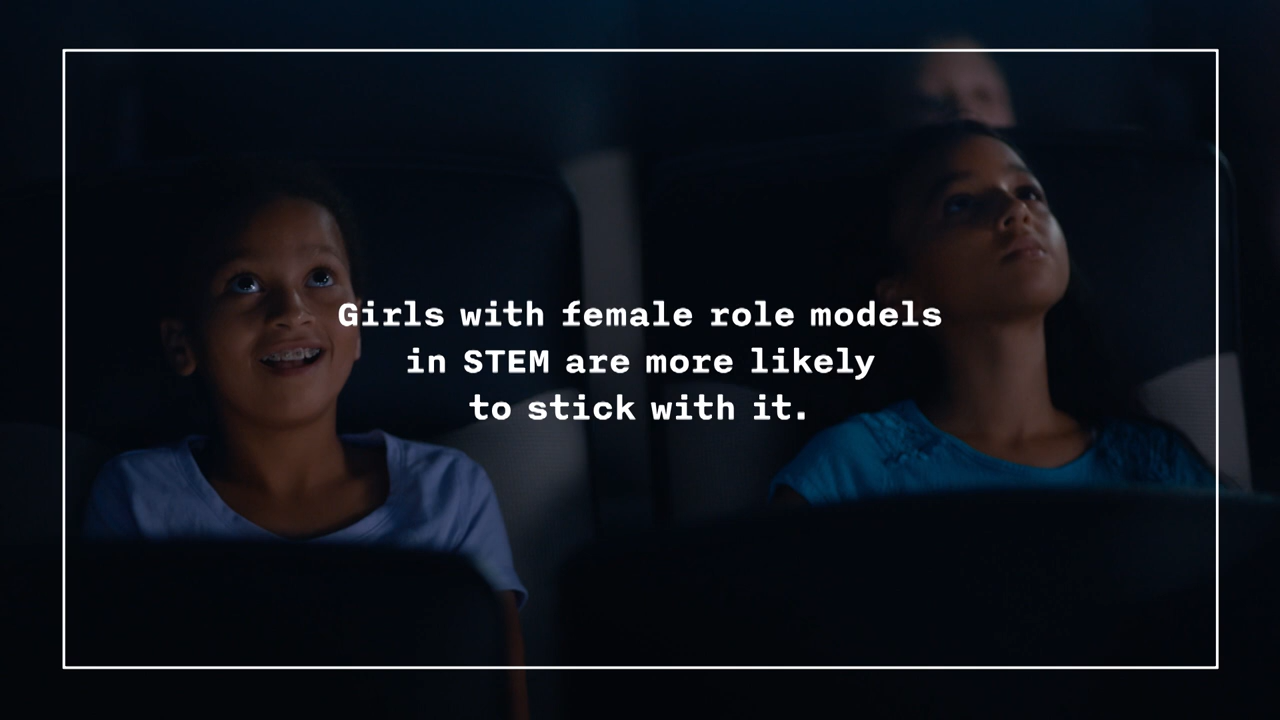 Girls with female role models
in STEM are more likely
to stick with it.